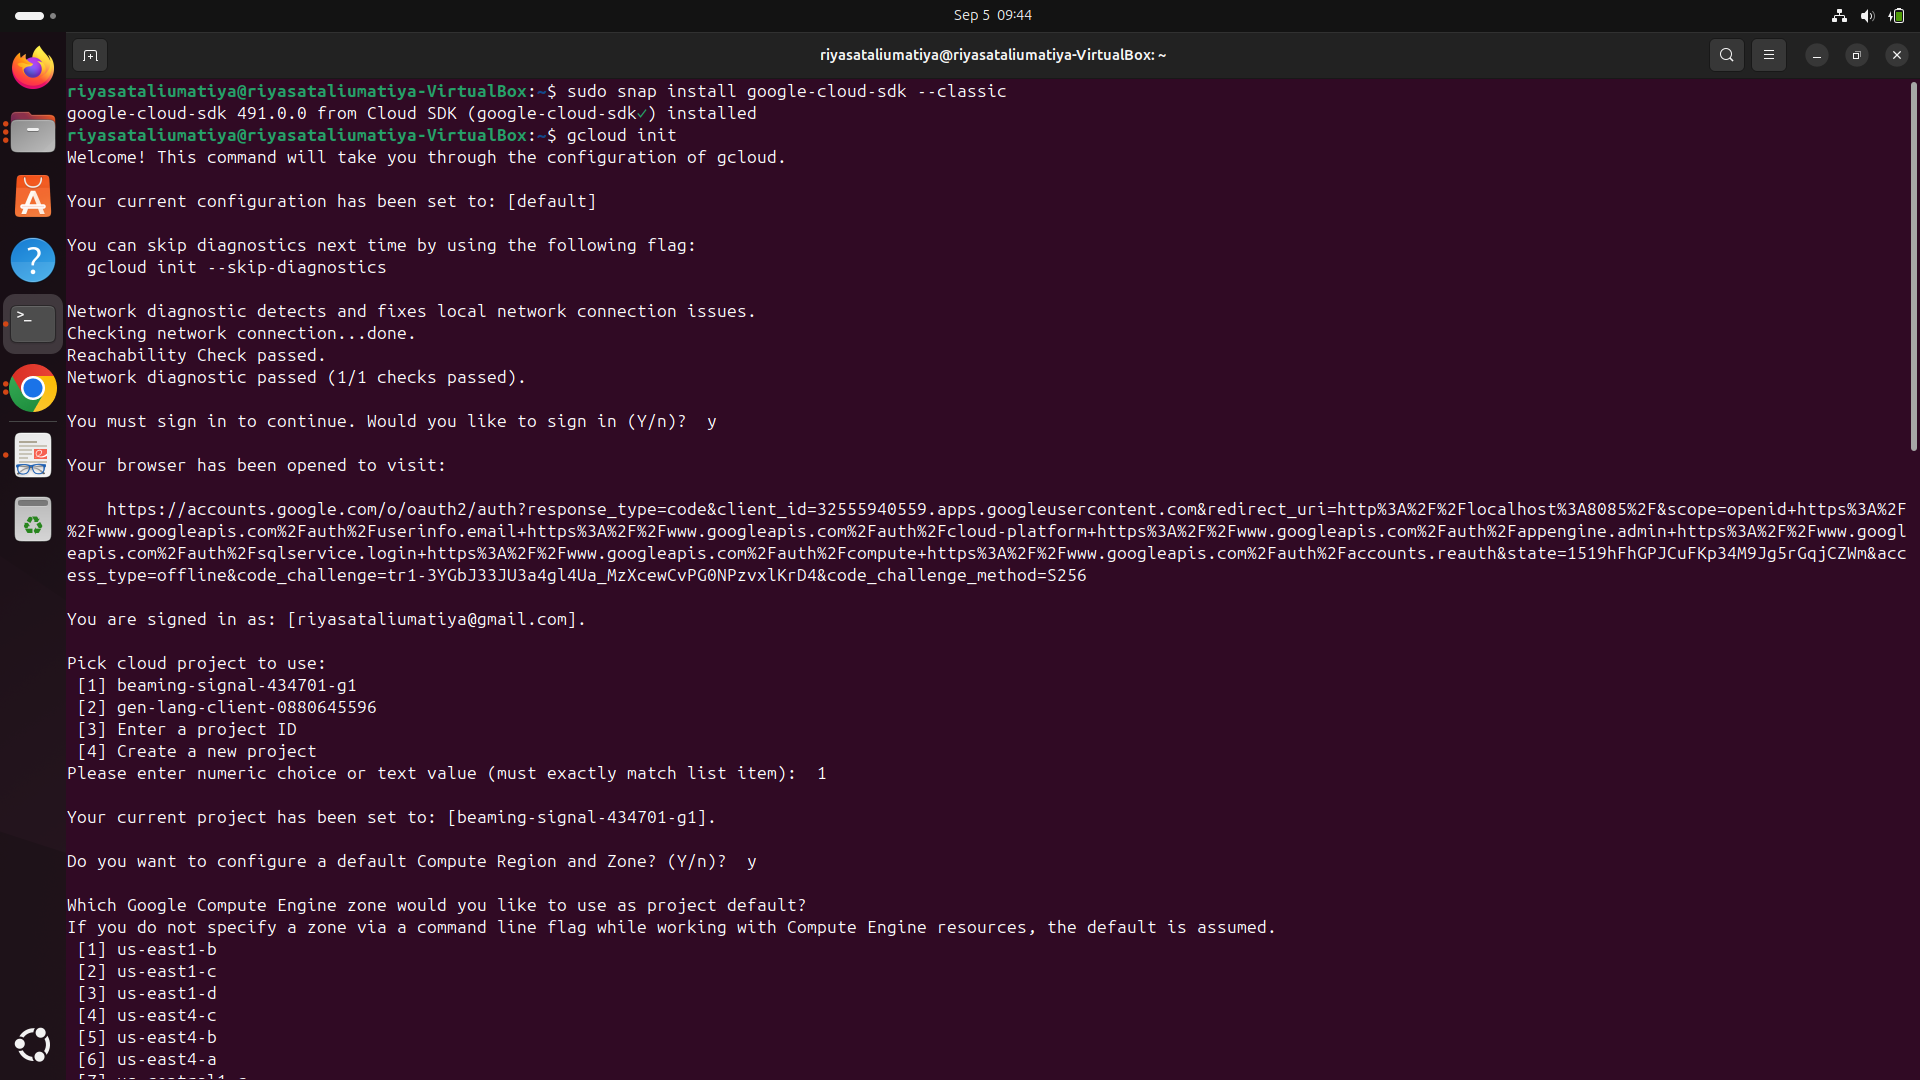 Sep 5 09:44
riyasataliumatiya@riyasataliumatiya-VirtualBox: ~
riyasataliumatiya@riyasataliumatiya-VirtualBox:~$ sudo snap install google-cloud-sdk --classic
google-cloud-sdk 491.0.0 from Cloud SDK (google-cloud-sdk✓) installed
riyasataliumatiya@riyasataliumatiya-VirtualBox:~$ gcloud init
Welcome! This command will take you through the configuration of gcloud.
Your current configuration has been set to: [default]
You can skip diagnostics next time by using the following flag:
gcloud init --skip-diagnostics
Network diagnostic detects and fixes local network connection issues.
Checking network connection...done.
Reachability Check passed.
Network diagnostic passed (1/1 checks passed).
You must sign in to continue. Would you like to sign in (Y/n)?  y
Your browser has been opened to visit:
https://accounts.google.com/o/oauth2/auth?response_type=code&client_id=32555940559.apps.googleusercontent.com&redirect_uri=http%3A%2F%2Flocalhost%3A8085%2F&scope=openid+https%3A%2F
%2Fwww.googleapis.com%2Fauth%2Fuserinfo.email+https%3A%2F%2Fwww.googleapis.com%2Fauth%2Fcloud-platform+https%3A%2F%2Fwww.googleapis.com%2Fauth%2Fappengine.admin+https%3A%2F%2Fwww.googl
eapis.com%2Fauth%2Fsqlservice.login+https%3A%2F%2Fwww.googleapis.com%2Fauth%2Fcompute+https%3A%2F%2Fwww.googleapis.com%2Fauth%2Faccounts.reauth&state=1519hFhGPJCuFKp34M9Jg5rGqjCZWm&acc
ess_type=offline&code_challenge=tr1-3YGbJ33JU3a4gl4Ua_MzXcewCvPG0NPzvxlKrD4&code_challenge_method=S256
You are signed in as: [riyasataliumatiya@gmail.com].
Pick cloud project to use:
[1] beaming-signal-434701-g1
[2] gen-lang-client-0880645596
[3] Enter a project ID
[4] Create a new project
Please enter numeric choice or text value (must exactly match list item):  1
Your current project has been set to: [beaming-signal-434701-g1].
Do you want to configure a default Compute Region and Zone? (Y/n)?  y
Which Google Compute Engine zone would you like to use as project default?
If you do not specify a zone via a command line flag while working with Compute Engine resources, the default is assumed.
[1] us-east1-b
[2] us-east1-c
[3] us-east1-d
[4] us-east4-c
[5] us-east4-b
[6] us-east4-a